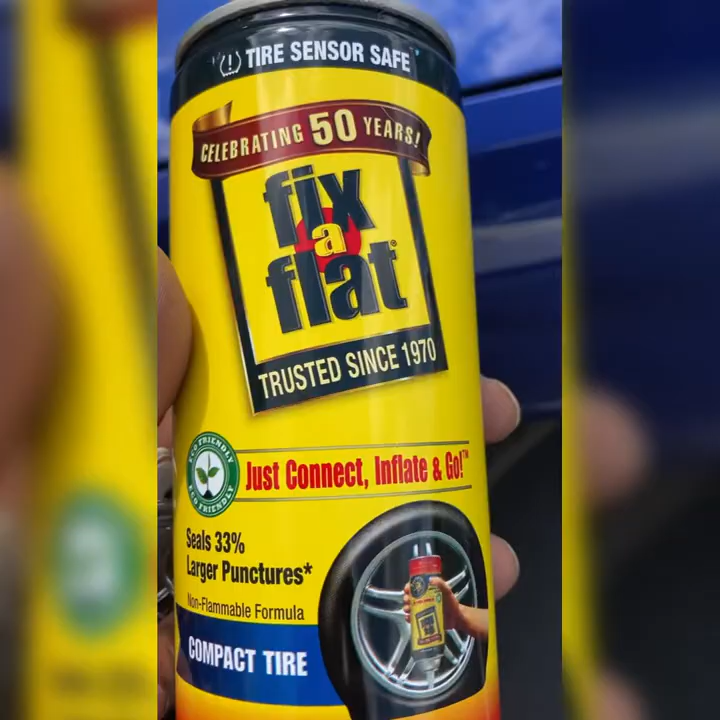 TIRE SENSOR SAFE
CELEBRATING 50 YEARS!
fix
a
flat®
TRUSTED SINCE 1970
ECO FRIENDLY
ECO FRIENDLY
Just Connect, Inflate & Go!™
Seals 33%
Larger Punctures*
Non-Flammable Formula
COMPACT TIRE